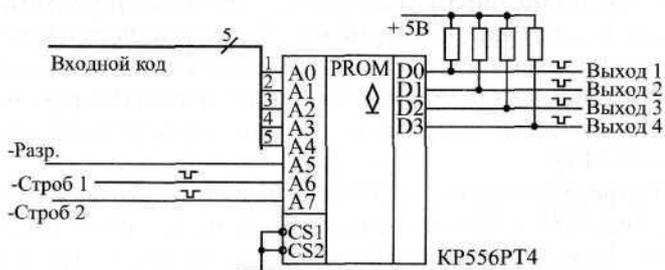 5
+5В
Входной код
PROM
1 A0
2 A1
3 A2
4 A3
5 A4
A5
A6
A7
D0
D1
D2
D3
Выход 1
Выход 2
Выход 3
Выход 4
-Разр.
-Строб 1
-Строб 2
CS1
CS2
КР556РТ4